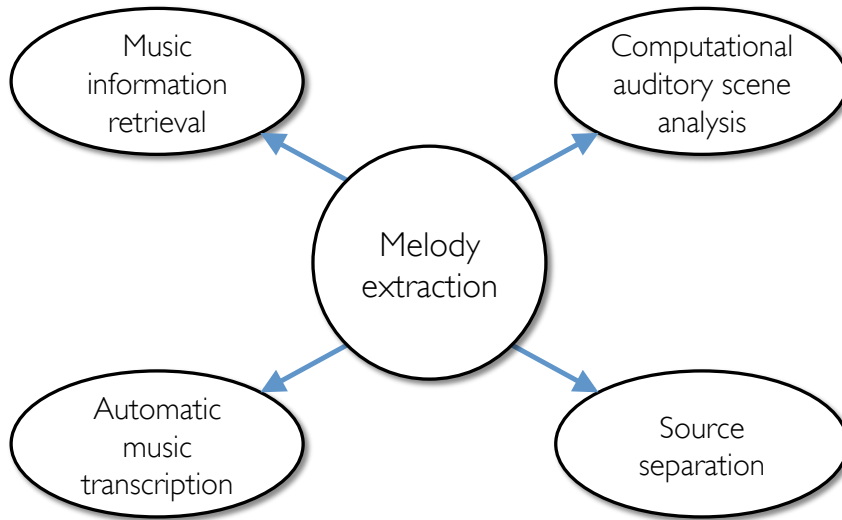 Music
information
retrieval
Computational
auditory scene
analysis
Melody
extraction
Automatic
music
transcription
Source
separation